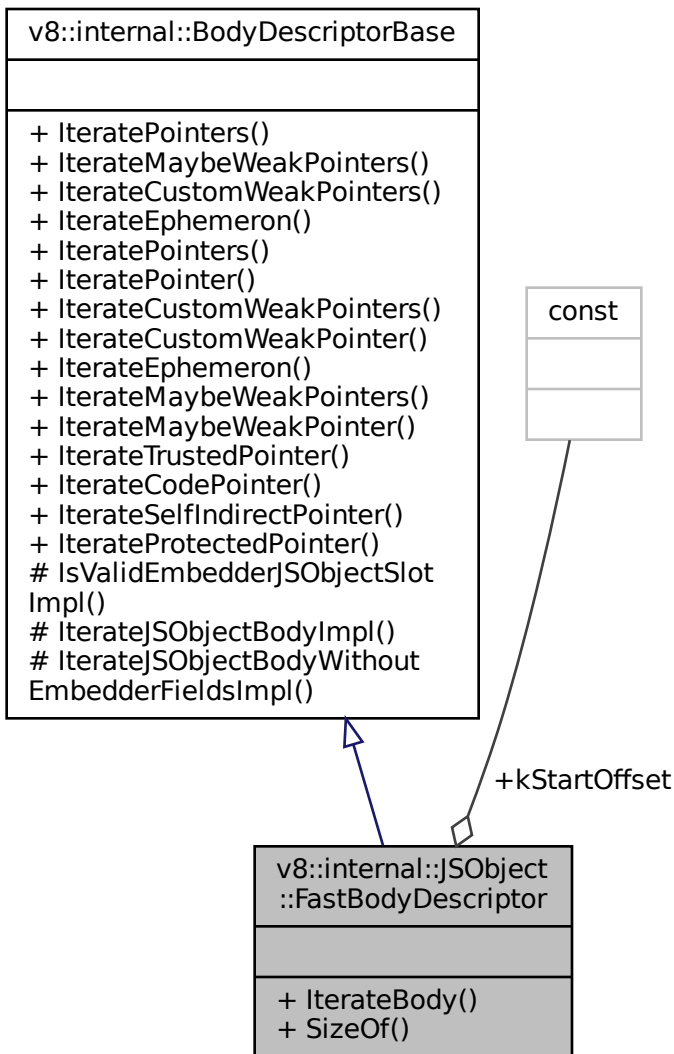 v8::internal::BodyDescriptorBase
+ IteratePointers()
+ IterateMaybeWeakPointers()
+ IterateCustomWeakPointers()
+ IterateEphemeron()
+ IteratePointers()
+ IteratePointer()
+ IterateCustomWeakPointers()
+ IterateCustomWeakPointer()
+ IterateEphemeron()
+ IterateMaybeWeakPointers()
+ IterateMaybeWeakPointer()
+ IterateTrustedPointer()
+ IterateCodePointer()
+ IterateSelfIndirectPointer()
+ IterateProtectedPointer()
# IsValidEmbedderJSObjectSlot
Impl()
# IterateJSObjectBodyImpl()
# IterateJSObjectBodyWithout
EmbedderFieldsImpl()
const
+kStartOffset
v8::internal::JSObject
::FastBodyDescriptor
+ IterateBody()
+ SizeOf()